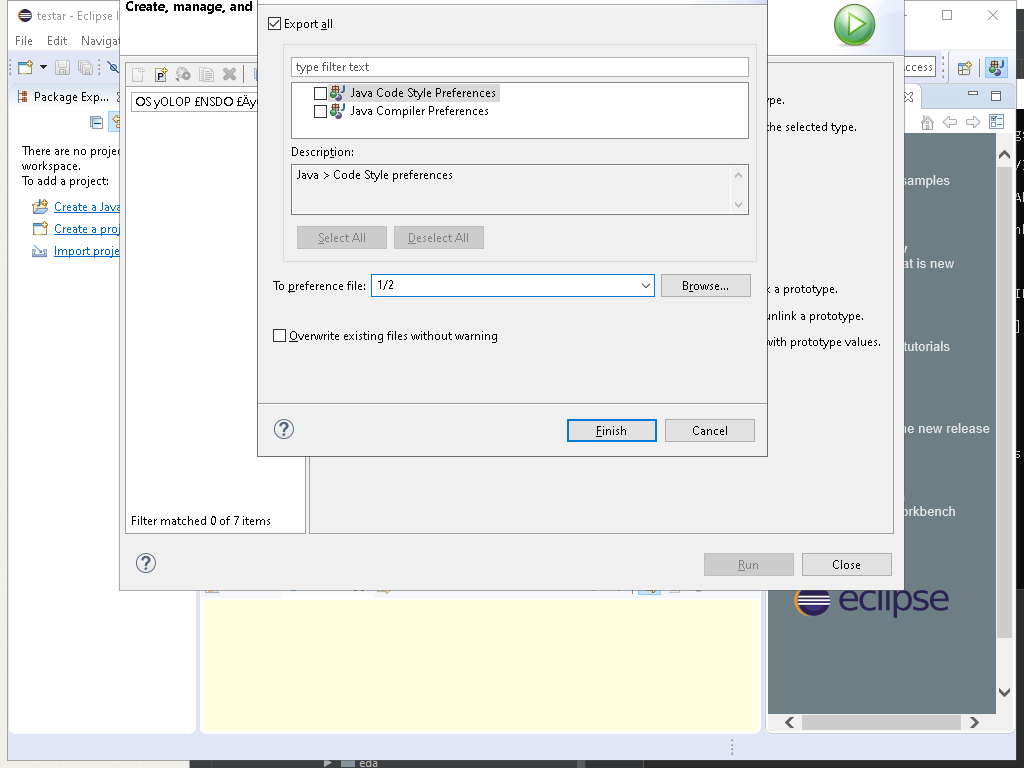 testar - Eclipse I
Create, manage, and
File Edit Naviga
Export all
type filter text
Java Code Style Preferences
Java Compiler Preferences
Description:
Java > Code Style preferences
Select All Deselect All
To preference file: 1/2 Browse...
Overwrite existing files without warning
Finish Cancel
Package Exp...
OS yOLOP £NSDO £Äy
There are no projec
workspace.
To add a project:
Create a Java
Create a proj
Import proje
Filter matched 0 of 7 items
ype.
the selected type.
k a prototype.
unlink a prototype.
with prototype values.
Run Close
ccess
samples
at is new
tutorials
e new release
orkbench
eclipse
eda